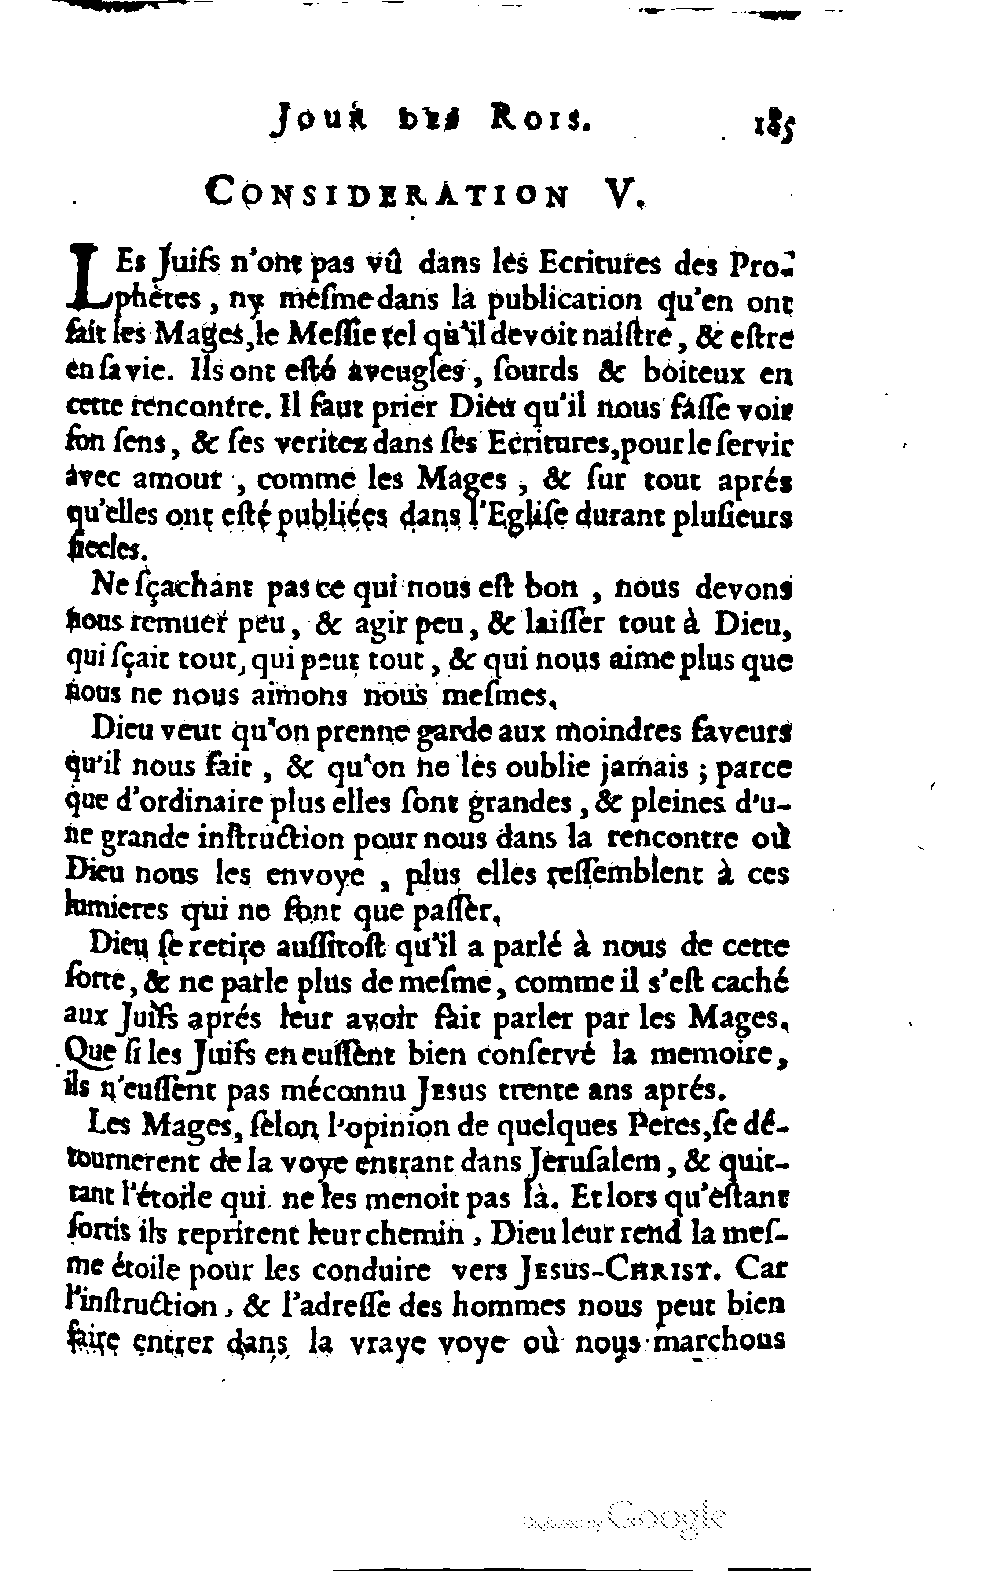 JOUR DES ROIS. 185
CONSIDERATION V.
LEs Juifs n'ont pas vû dans les Ecritures des Pro-
phètes, ny meſme dans la publication qu'en ont
fait les Mages, le Meſſie tel qu'il devoit naiſtre, & eſtre
en ſa vie. Ils ont eſté aveugles, ſourds & boiteux en
cette rencontre. Il faut prier Dieu qu'il nous faſſe voir
ſon ſens, & ſes veritez dans ſes Ecritures, pour le ſervir
avec amour, comme les Mages, & ſur tout aprés
qu'elles ont eſté publiées dans l'Egliſe durant pluſieurs
ſiecles.
Ne ſçachant pas ce qui nous eſt bon, nous devons
nous remuer peu, & agir peu, & laiſſer tout à Dieu,
qui ſçait tout, qui peut tout, & qui nous aime plus que
nous ne nous aimons nous meſmes.
Dieu veut qu'on prenne garde aux moindres faveurs
qu'il nous fait, & qu'on ne les oublie jamais; parce
que d'ordinaire plus elles ſont grandes, & pleines d'u-
ne grande inſtruction pour nous dans la rencontre où
Dieu nous les envoye, plus elles reſſemblent à ces
lumieres qui ne font que paſſer.
Dieu ſe retire auſſitoſt qu'il a parlé à nous de cette
ſorte, & ne parle plus de meſme, comme il s'eſt caché
aux Juifs aprés leur avoir fait parler par les Mages.
Que ſi les Juifs en euſſent bien conſervé la memoire,
ils n'euſſent pas méconnu JESUS trente ans aprés.
Les Mages, ſelon l'opinion de quelques Peres, ſe dé-
tournerent de la voye entrant dans Jeruſalem, & quit-
tant l'étoile qui ne les menoit pas là. Et lors qu'eſtant
ſortis ils reprirent leur chemin, Dieu leur rend la meſ-
me étoile pour les conduire vers JESUS-CHRIST. Car
l'inſtruction, & l'adreſſe des hommes nous peut bien
faire entrer dans la vraye voye où nous marchons
Digitized by Google